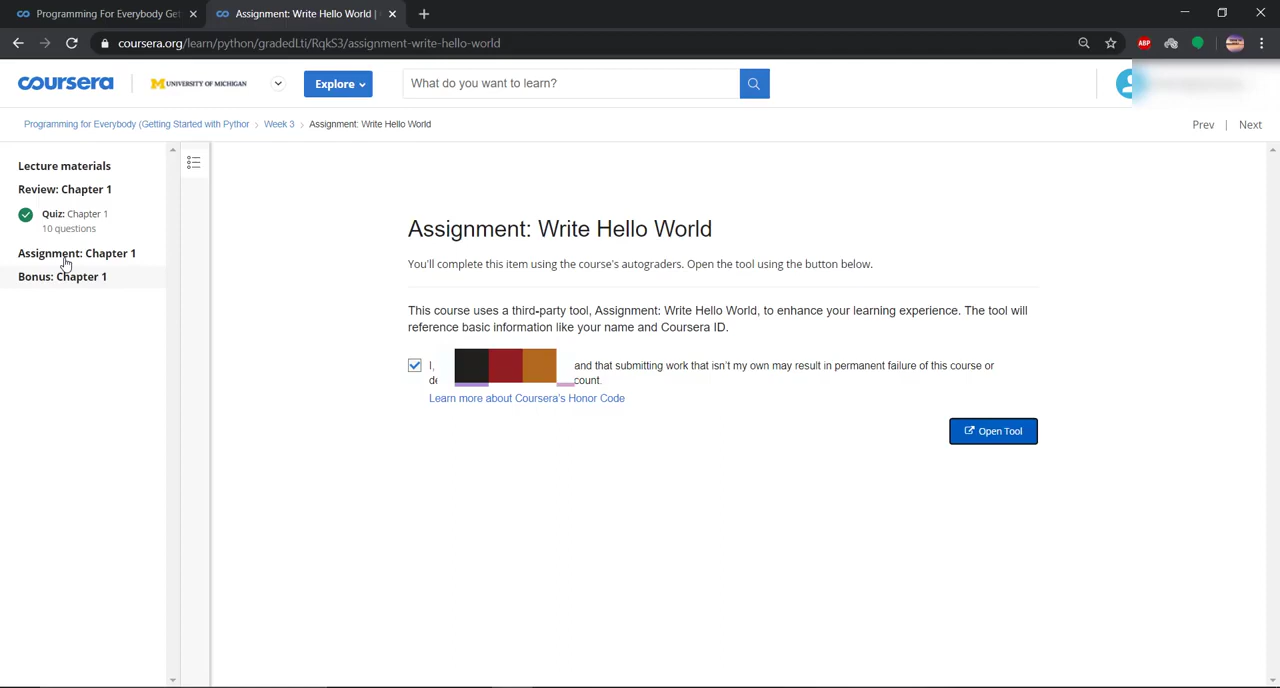 Programming For Everybody Get
Assignment: Write Hello World |
coursera.org/learn/python/gradedLti/RqkS3/assignment-write-hello-world
ABP
coursera
UNIVERSITY OF MICHIGAN
Explore
What do you want to learn?
Programming for Everybody (Getting Started with Python > Week 3 > Assignment: Write Hello World
Prev | Next
Lecture materials
Review: Chapter 1
Quiz: Chapter 1
10 questions
Assignment: Chapter 1
Bonus: Chapter 1
Assignment: Write Hello World
You'll complete this item using the course's autograders. Open the tool using the button below.
This course uses a third-party tool, Assignment: Write Hello World, to enhance your learning experience. The tool will
reference basic information like your name and Coursera ID.
I, and that submitting work that isn't my own may result in permanent failure of this course or
de count.
Learn more about Coursera's Honor Code
Open Tool